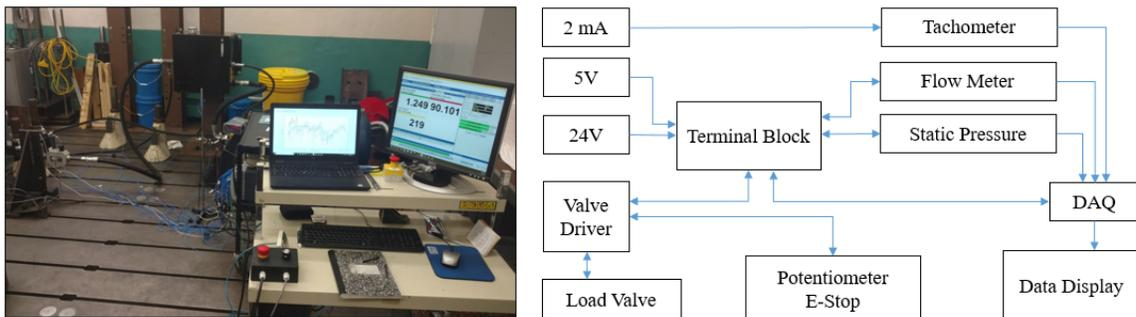 1.249 90.101
219
2 mA
Tachometer
5V
Flow Meter
24V
Terminal Block
Static Pressure
Valve
Driver
DAQ
Load Valve
Potentiometer
E-Stop
Data Display